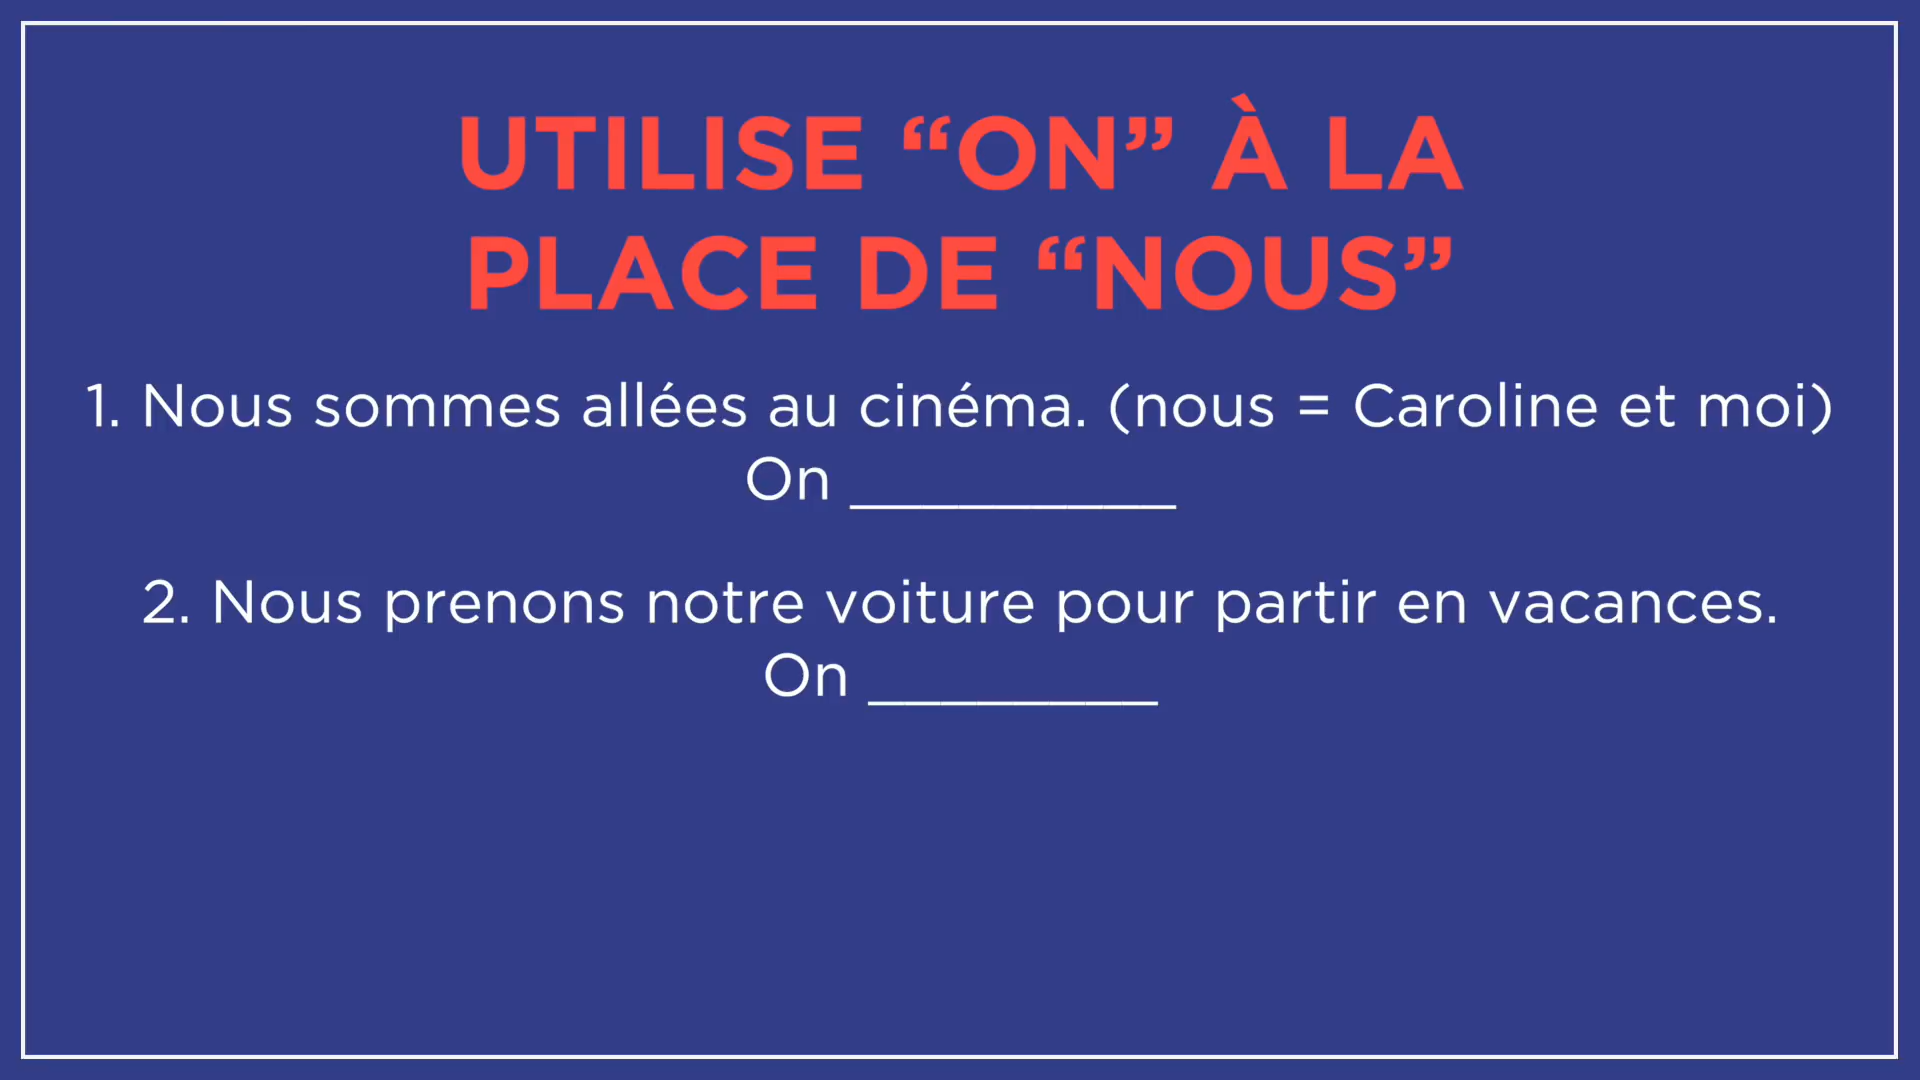 UTILISE “ON” À LA
PLACE DE “NOUS”
1. Nous sommes allées au cinéma. (nous = Caroline et moi)
On _________
2. Nous prenons notre voiture pour partir en vacances.
On ________